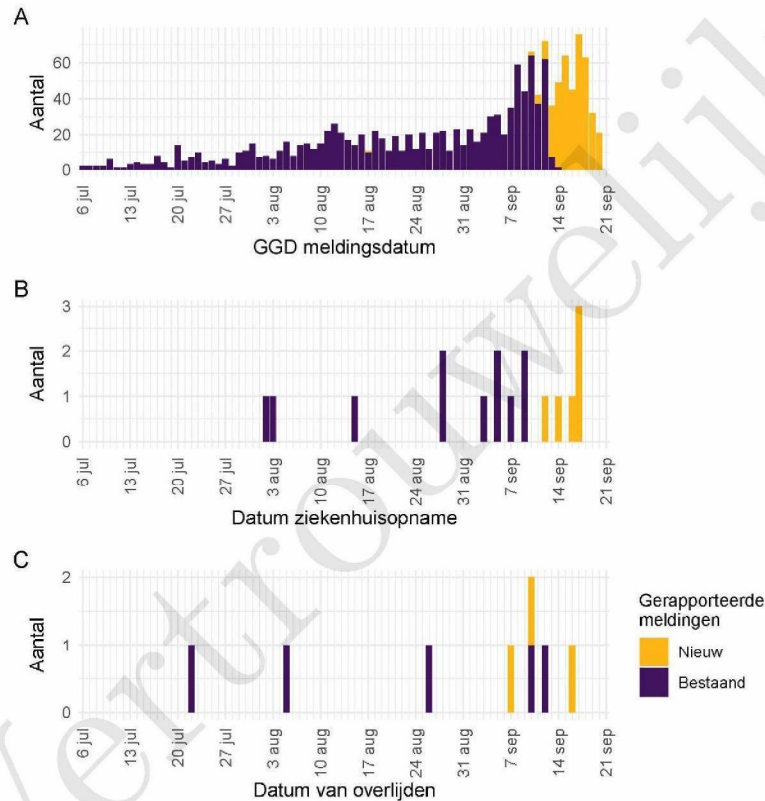 A
Aantal
60
40
20
0
6 jul
13 jul
20 jul
27 jul
3 aug
10 aug
17 aug
24 aug
31 aug
7 sep
14 sep
21 sep
GGD meldingsdatum
B
Aantal
3
2
1
0
6 jul
13 jul
20 jul
27 jul
3 aug
10 aug
17 aug
24 aug
31 aug
7 sep
14 sep
21 sep
Datum ziekenhuisopname
C
Aantal
2
1
0
6 jul
13 jul
20 jul
27 jul
3 aug
10 aug
17 aug
24 aug
31 aug
7 sep
14 sep
21 sep
Datum van overlijden
Gerapporteerde
meldingen
Nieuw
Bestaand
Vertrouwelijk